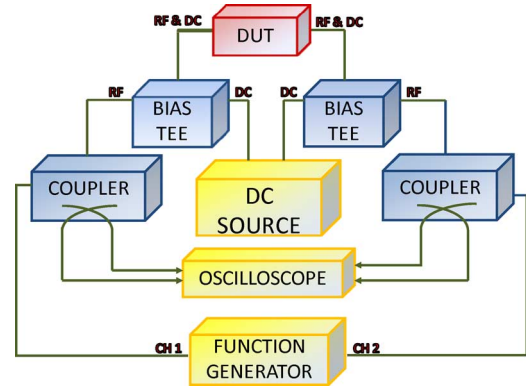 RF & DC
DUT
RF & DC
RF
BIAS
TEE
DC
DC
BIAS
TEE
RF
COUPLER
DC
SOURCE
COUPLER
OSCILLOSCOPE
CH 1
FUNCTION
GENERATOR
CH 2